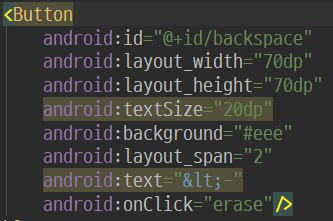 <Button
android:id="@+id/backspace"
android:layout_width="70dp"
android:layout_height="70dp"
android:textSize="20dp"
android:background="#eee"
android:layout_span="2"
android:text="&lt;-"
android:onClick="erase"/>